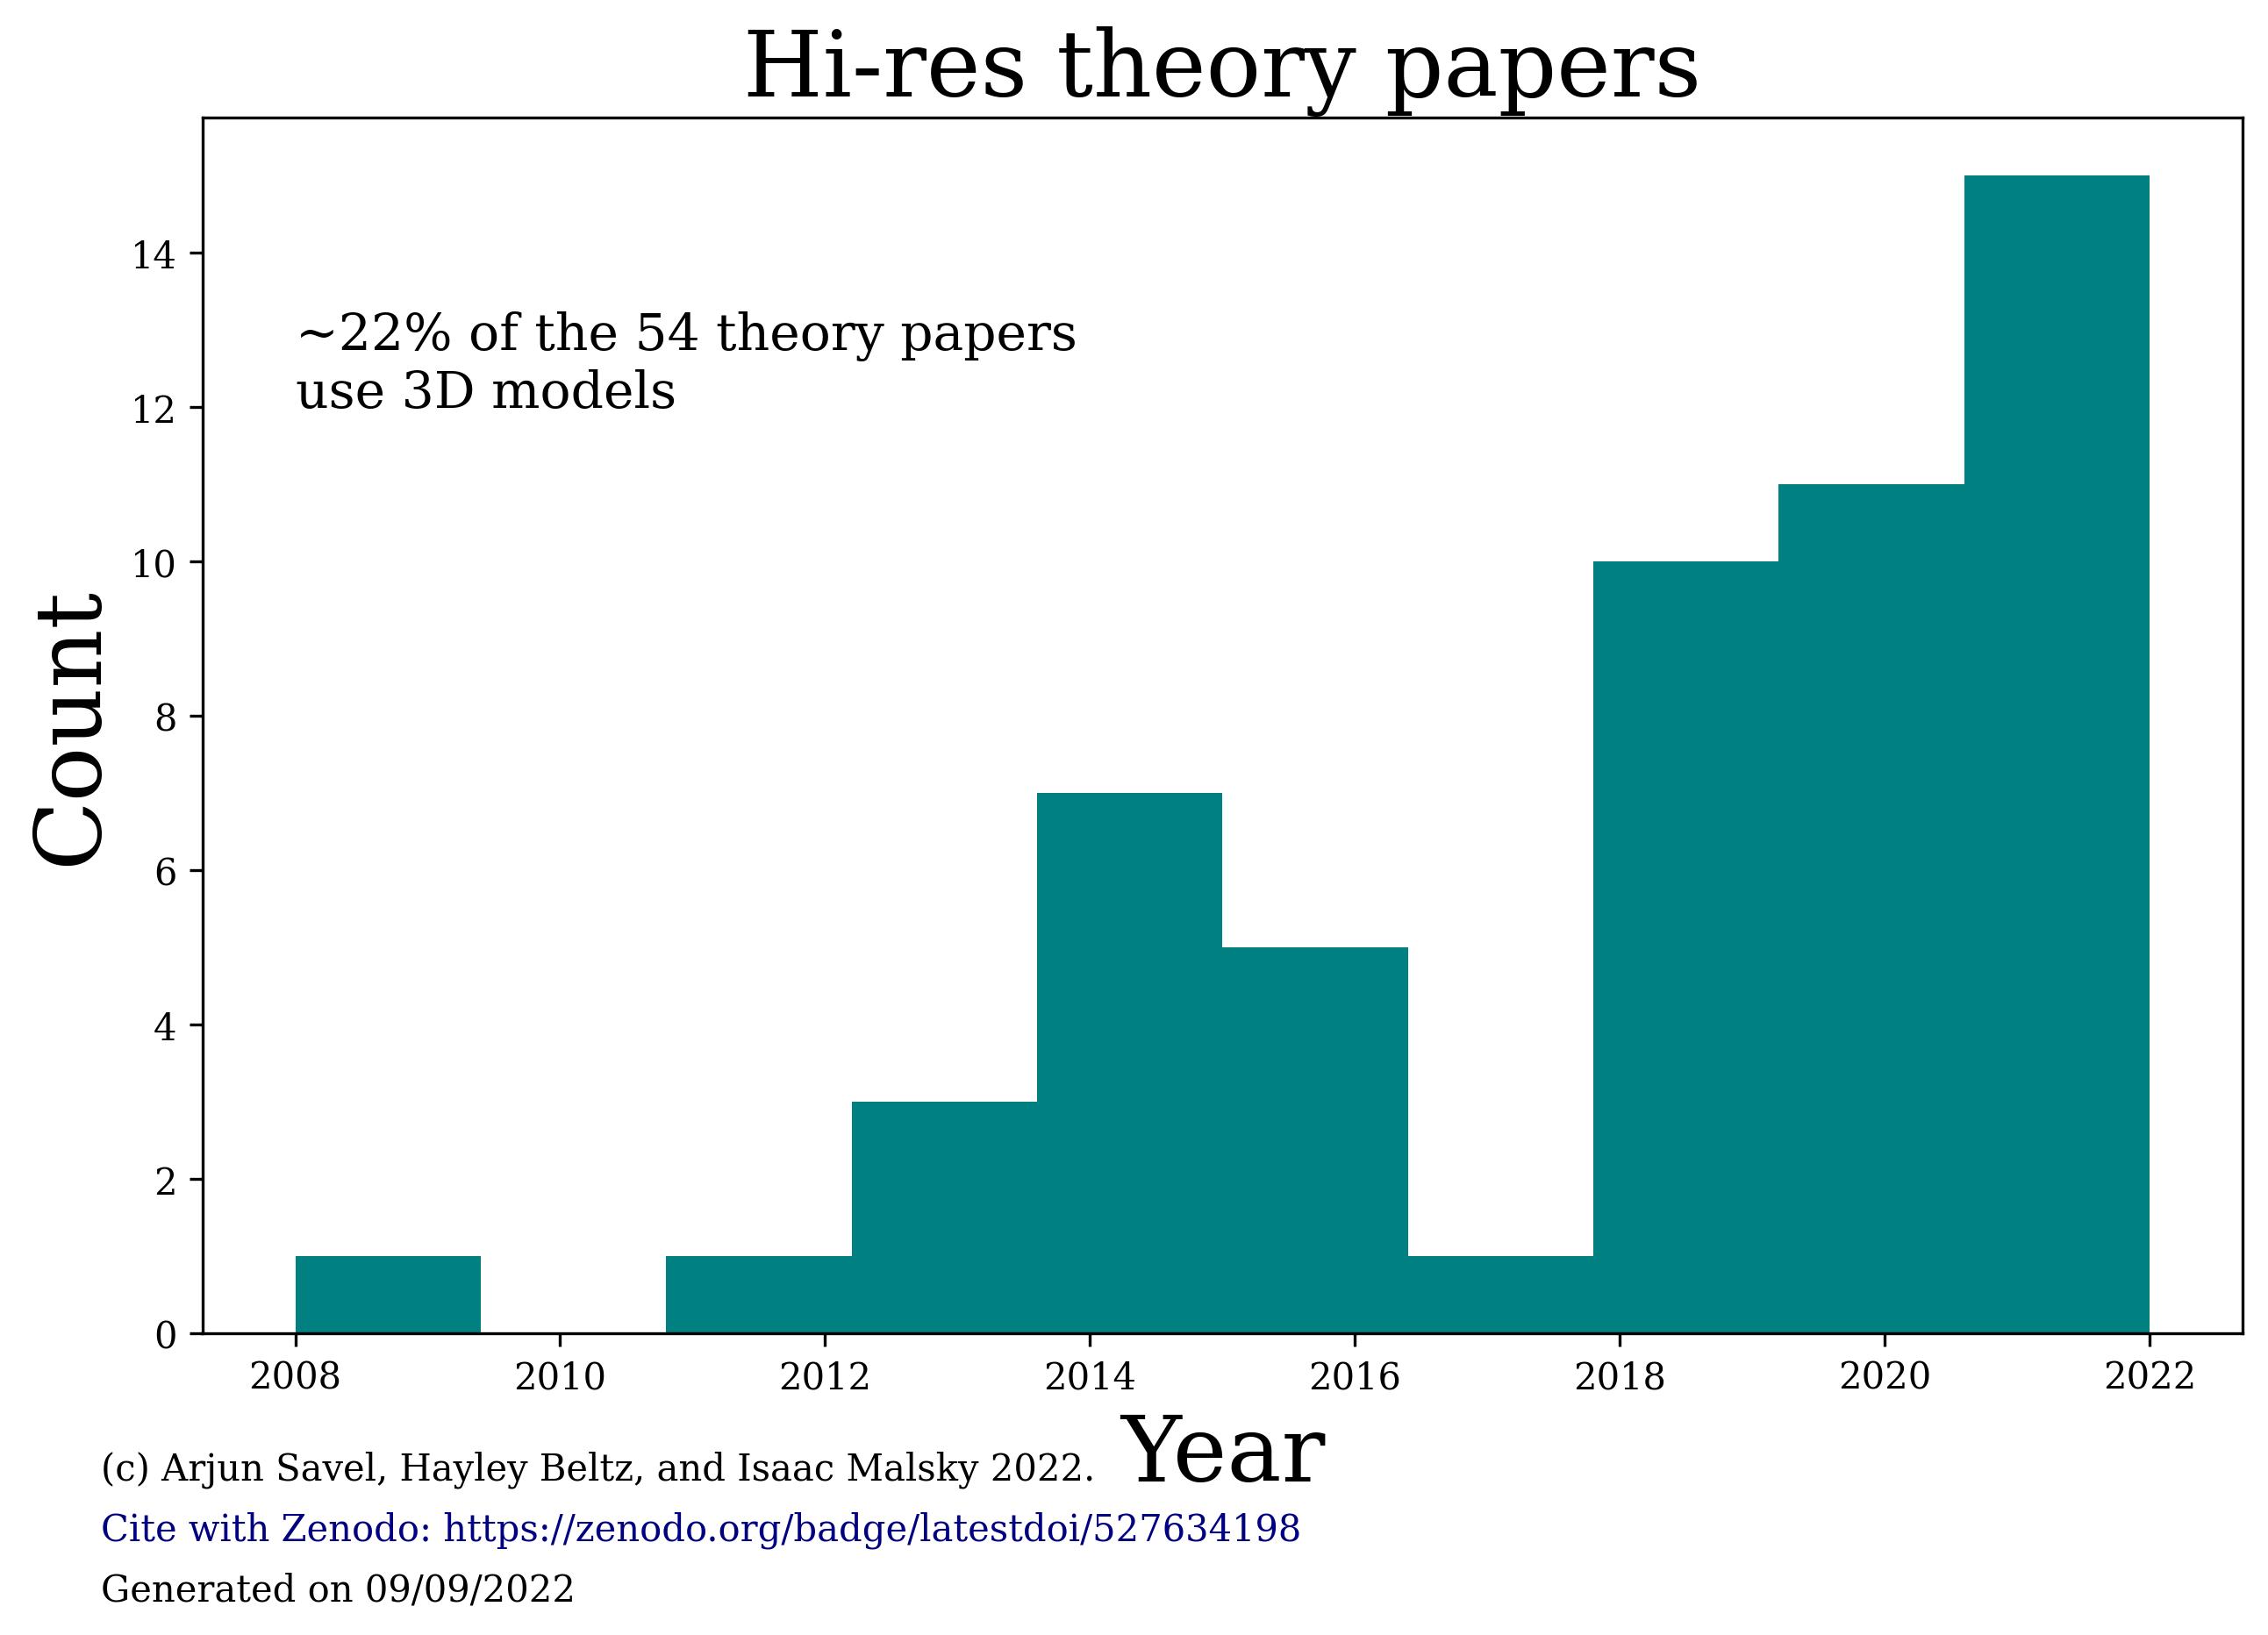 Hi-res theory papers
Count
14
12
10
8
6
4
2
0
~22% of the 54 theory papers
use 3D models
2008 2010 2012 2014 2016 2018 2020 2022
Year
(c) Arjun Savel, Hayley Beltz, and Isaac Malsky 2022.
Cite with Zenodo: https://zenodo.org/badge/latestdoi/527634198
Generated on 09/09/2022